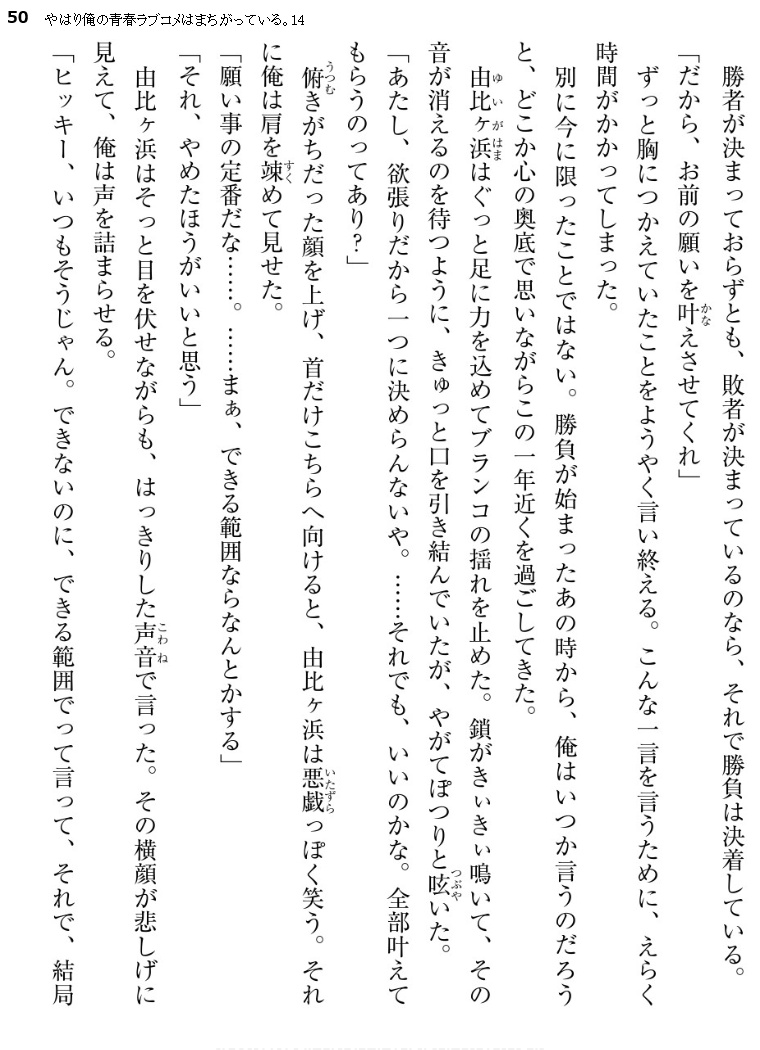 50 やはり俺の青春ラブコメはまちがっている。14
　勝者が決まっておらずとも、敗者が決まっているのなら、それで勝負は決着している。
「だから、お前の願いを叶えさせてくれ」
　ずっと胸につかえていたことをようやく言い終える。こんな一言を言うために、えらく
時間がかかってしまった。
　別に今に限ったことではない。勝負が始まったあの時から、俺はいつか言うのだろう
と、どこか心の奥底で思いながらこの一年近くを過ごしてきた。
　由比ヶ浜はぐっと足に力を込めてブランコの揺れを止めた。鎖がきぃきぃ鳴いて、その
音が消えるのを待つように、きゅっと口を引き結んでいたが、やがてぽつりと呟いた。
「あたし、欲張りだから一つに決めらんないや。……それでも、いいのかな。全部叶えて
もらうのってあり？」
　俯きがちだった顔を上げ、首だけこちらへ向けると、由比ヶ浜は悪戯っぽく笑う。それ
に俺は肩を竦めて見せた。
「願い事の定番だな……。……まぁ、できる範囲ならなんとかする」
「それ、やめたほうがいいと思う」
　由比ヶ浜はそっと目を伏せながらも、はっきりした声音で言った。その横顔が悲しげに
見えて、俺は声を詰まらせる。
「ヒッキー、いつもそうじゃん。できないのに、できる範囲でって言って、それで、結局